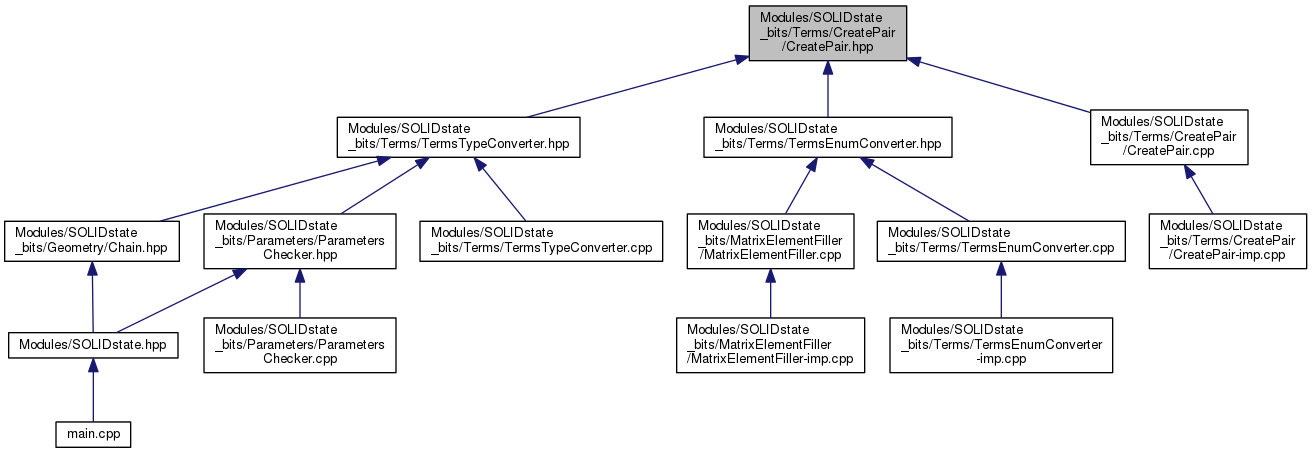 Modules/SOLIDstate
_bits/Terms/CreatePair
/CreatePair.hpp
Modules/SOLIDstate
_bits/Terms/TermsTypeConverter.hpp
Modules/SOLIDstate
_bits/Terms/TermsEnumConverter.hpp
Modules/SOLIDstate
_bits/Terms/CreatePair
/CreatePair.cpp
Modules/SOLIDstate
_bits/Geometry/Chain.hpp
Modules/SOLIDstate
_bits/Parameters/Parameters
Checker.hpp
Modules/SOLIDstate
_bits/Terms/TermsTypeConverter.cpp
Modules/SOLIDstate
_bits/MatrixElementFiller
/MatrixElementFiller.cpp
Modules/SOLIDstate
_bits/Terms/TermsEnumConverter.cpp
Modules/SOLIDstate
_bits/Terms/CreatePair
/CreatePair-imp.cpp
Modules/SOLIDstate.hpp
Modules/SOLIDstate
_bits/Parameters/Parameters
Checker.cpp
Modules/SOLIDstate
_bits/MatrixElementFiller
/MatrixElementFiller-imp.cpp
Modules/SOLIDstate
_bits/Terms/TermsEnumConverter
-imp.cpp
main.cpp